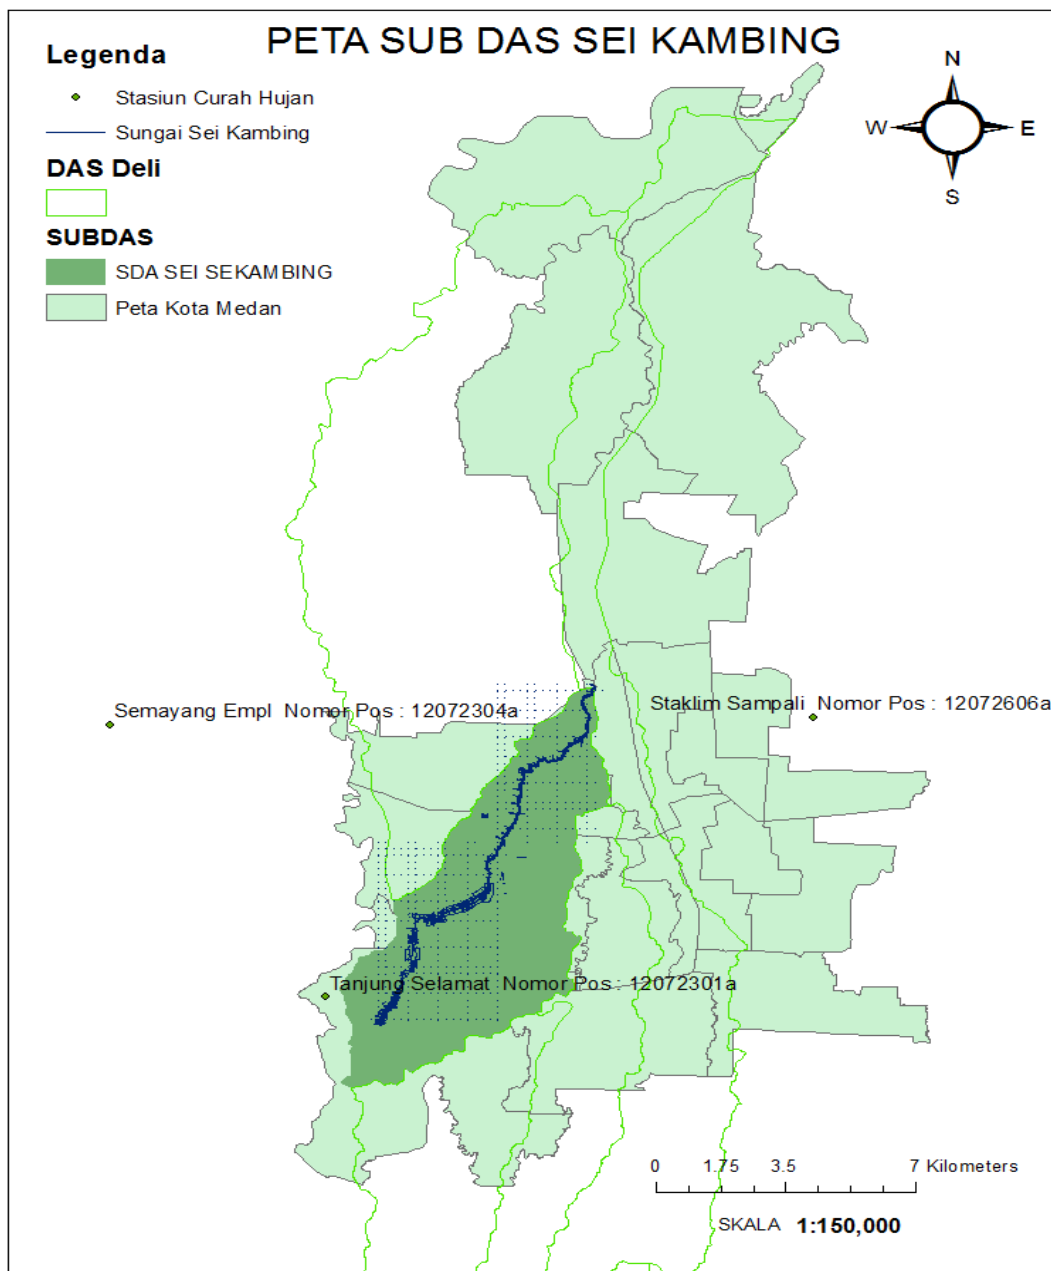 PETA SUB DAS SEI KAMBING
Legenda
Stasiun Curah Hujan
Sungai Sei Kambing
DAS Deli
SUBDAS
SDA SEI SEKAMBING
Peta Kota Medan
N
W
E
S
Semayang Empl Nomor Pos : 12072304a
Staklim Sampali Nomor Pos : 12072606a
Tanjung Selamat Nomor Pos : 12072301a
0 1.75 3.5 7 Kilometers
SKALA 1:150,000